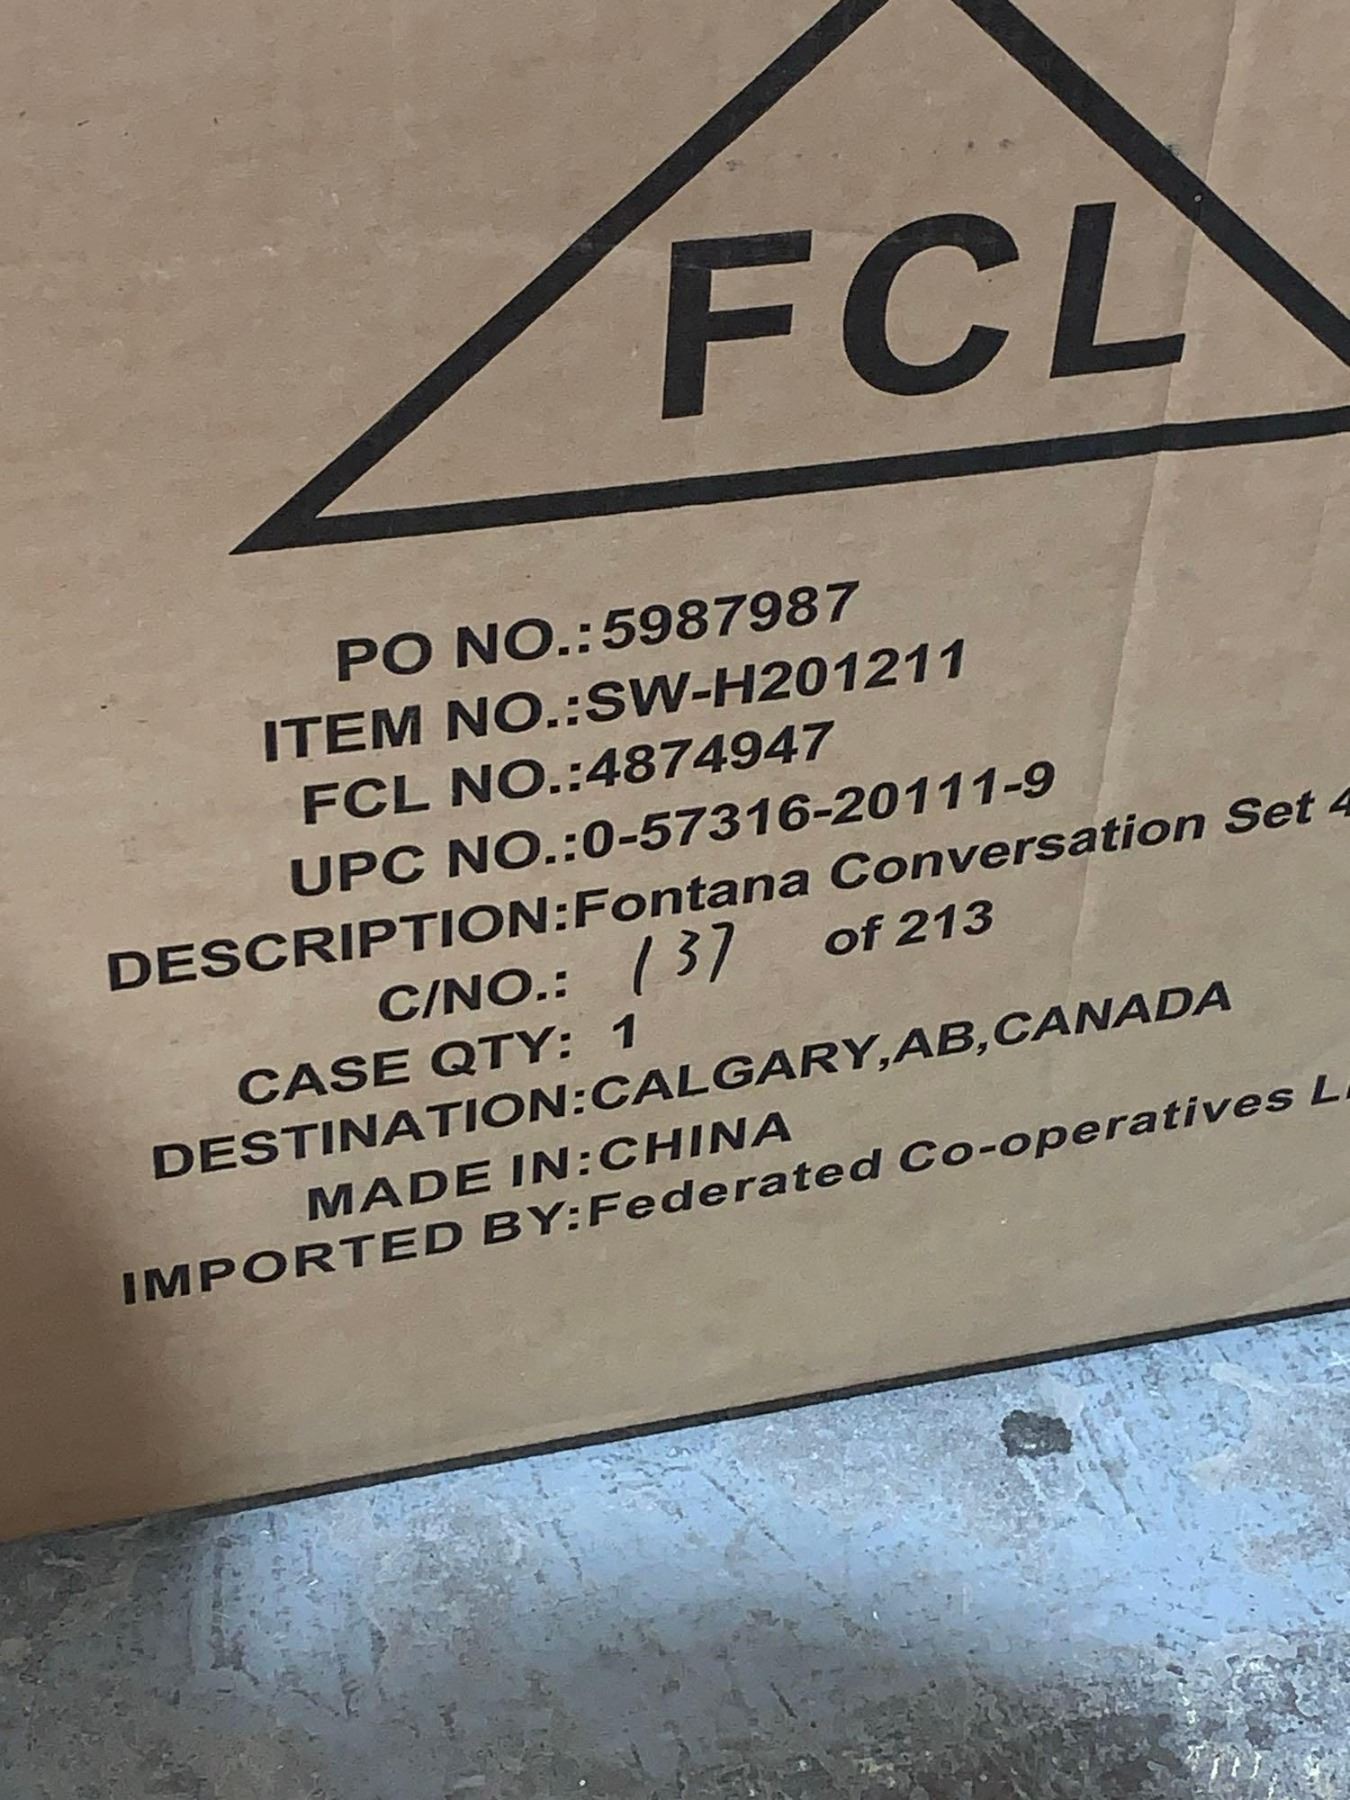 FCL
PO NO.:5987987
ITEM NO.:SW-H201211
FCL NO.:4874947
UPC NO.:0-57316-20111-9
DESCRIPTION:Fontana Conversation Set 4
C/NO.: 137 of 213
CASE QTY: 1
DESTINATION:CALGARY,AB,CANADA
MADE IN:CHINA
IMPORTED BY:Federated Co-operatives